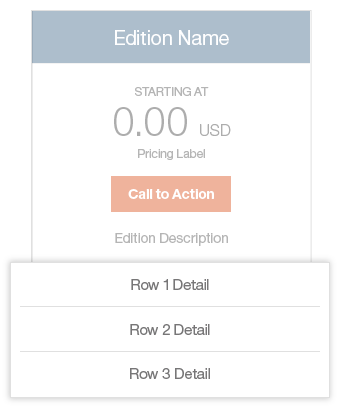 Edition Name
STARTING AT
0.00 USD
Pricing Label
Call to Action
Edition Description
Row 1 Detail
Row 2 Detail
Row 3 Detail